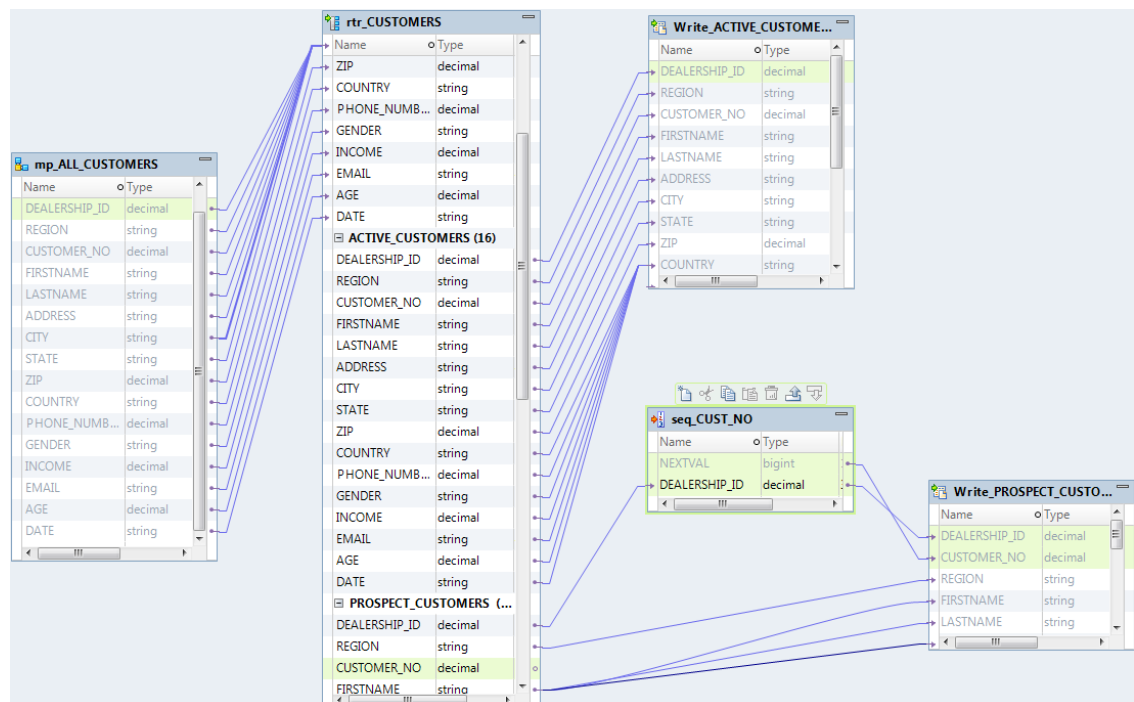 mp_ALL_CUSTOMERS
Name Type
DEALERSHIP_ID decimal
REGION string
CUSTOMER_NO decimal
FIRSTNAME string
LASTNAME string
ADDRESS string
CITY string
STATE string
ZIP decimal
COUNTRY string
PHONE_NUMB... decimal
GENDER string
INCOME decimal
EMAIL string
AGE decimal
DATE string
rtr_CUSTOMERS
Name Type
ZIP decimal
COUNTRY string
PHONE_NUMB... decimal
GENDER string
INCOME decimal
EMAIL string
AGE decimal
DATE string
ACTIVE_CUSTOMERS (16)
DEALERSHIP_ID decimal
REGION string
CUSTOMER_NO decimal
FIRSTNAME string
LASTNAME string
ADDRESS string
CITY string
STATE string
ZIP decimal
COUNTRY string
PHONE_NUMB... decimal
GENDER string
INCOME decimal
EMAIL string
AGE decimal
DATE string
PROSPECT_CUSTOMERS (...
DEALERSHIP_ID decimal
REGION string
CUSTOMER_NO decimal
FIRSTNAME string
Write_ACTIVE_CUSTOME...
Name Type
DEALERSHIP_ID decimal
REGION string
CUSTOMER_NO decimal
FIRSTNAME string
LASTNAME string
ADDRESS string
CITY string
STATE string
ZIP decimal
COUNTRY string
seq_CUST_NO
Name Type
NEXTVAL bigint
DEALERSHIP_ID decimal
Write_PROSPECT_CUSTO...
Name Type
DEALERSHIP_ID decimal
CUSTOMER_NO decimal
REGION string
FIRSTNAME string
LASTNAME string